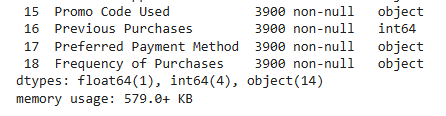 15  Promo Code Used           3900 non-null   object
16  Previous Purchases        3900 non-null   int64
17  Preferred Payment Method  3900 non-null   object
18  Frequency of Purchases    3900 non-null   object
dtypes: float64(1), int64(4), object(14)
memory usage: 579.0+ KB